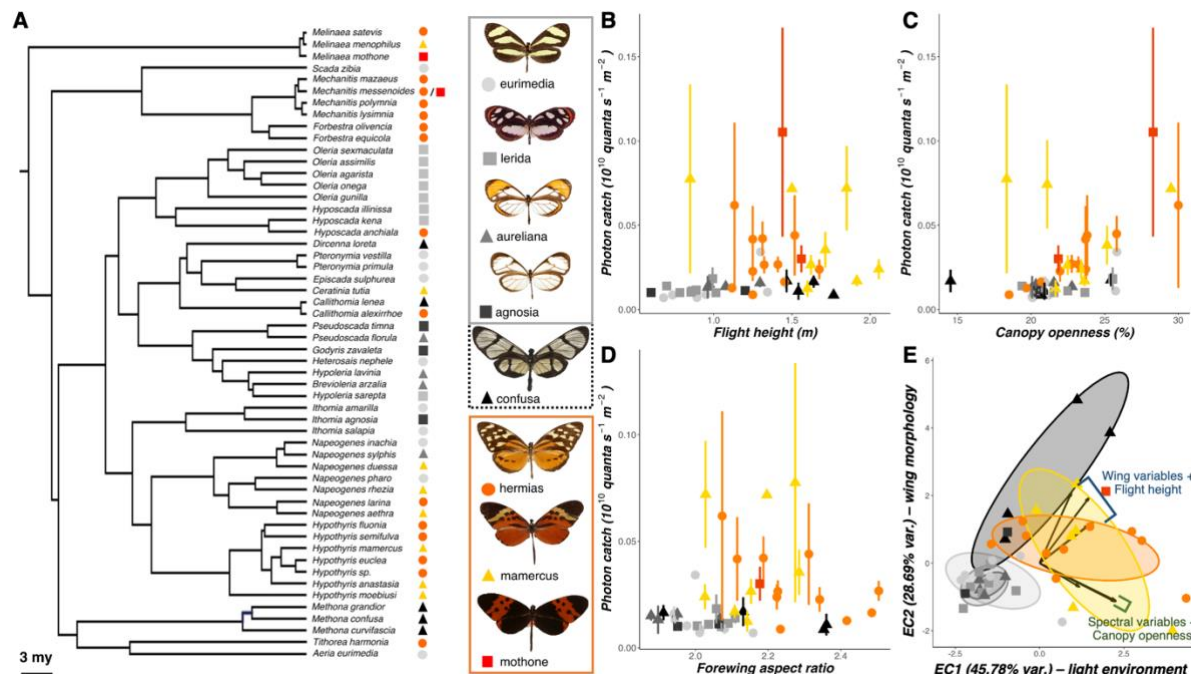 A
Melinaea satevis
Melinaea menophilus
Melinaea mothone
Scada zibia
Mechanitis mazaeus
Mechanitis messenoides
/
Mechanitis polymnia
Mechanitis lysimnia
Forbestra olivencia
Forbestra equicola
Oleria sexmaculata
Oleria assimilis
Oleria agarista
Oleria onega
Oleria gunilla
Hyposcada illinissa
Hyposcada kena
Hyposcada anchiala
Dircenna loreta
Pteronymia vestilla
Pteronymia primula
Episcada sulphurea
Ceratinia tutia
Callithomia lenea
Callithomia alexirrhoe
Pseudoscada timna
Pseudoscada florula
Godyris zavaleta
Heterosais nephele
Hypoleria lavinia
Brevioleria arzalia
Hypoleria sarepta
Ithomia amarilla
Ithomia agnosia
Ithomia salapia
Napeogenes inachia
Napeogenes sylphis
Napeogenes duessa
Napeogenes pharo
Napeogenes rhezia
Napeogenes larina
Napeogenes aethra
Hypothyris fluonia
Hypothyris semifulva
Hypothyris mamercus
Hypothyris euclea
Hypothyris sp.
Hypothyris anastasia
Hypothyris moebiusi
Methona grandior
Methona confusa
Methona curvifascia
Tithorea harmonia
Aeria eurimedia
3 my
eurimedia
lerida
aureliana
agnosia
confusa
hermias
mamercus
mothone
B
Photon catch (10¹⁰ quanta s⁻¹ m⁻²)
0.15
0.10
0.05
0.00
1.0
1.5
2.0
Flight height (m)
C
Photon catch (10¹⁰ quanta s⁻¹ m⁻²)
0.15
0.10
0.05
0.00
15
20
25
30
Canopy openness (%)
D
Photon catch (10¹⁰ quanta s⁻¹ m⁻²)
0.10
0.05
0.00
2.0
2.2
2.4
Forewing aspect ratio
E
EC2 (28.69% var.) – wing morphology
6
4
2
0
-2
-2.5
0.0
2.5
Wing variables +
Flight height
Spectral variables +
Canopy openness
EC1 (45.78% var.) – light environment